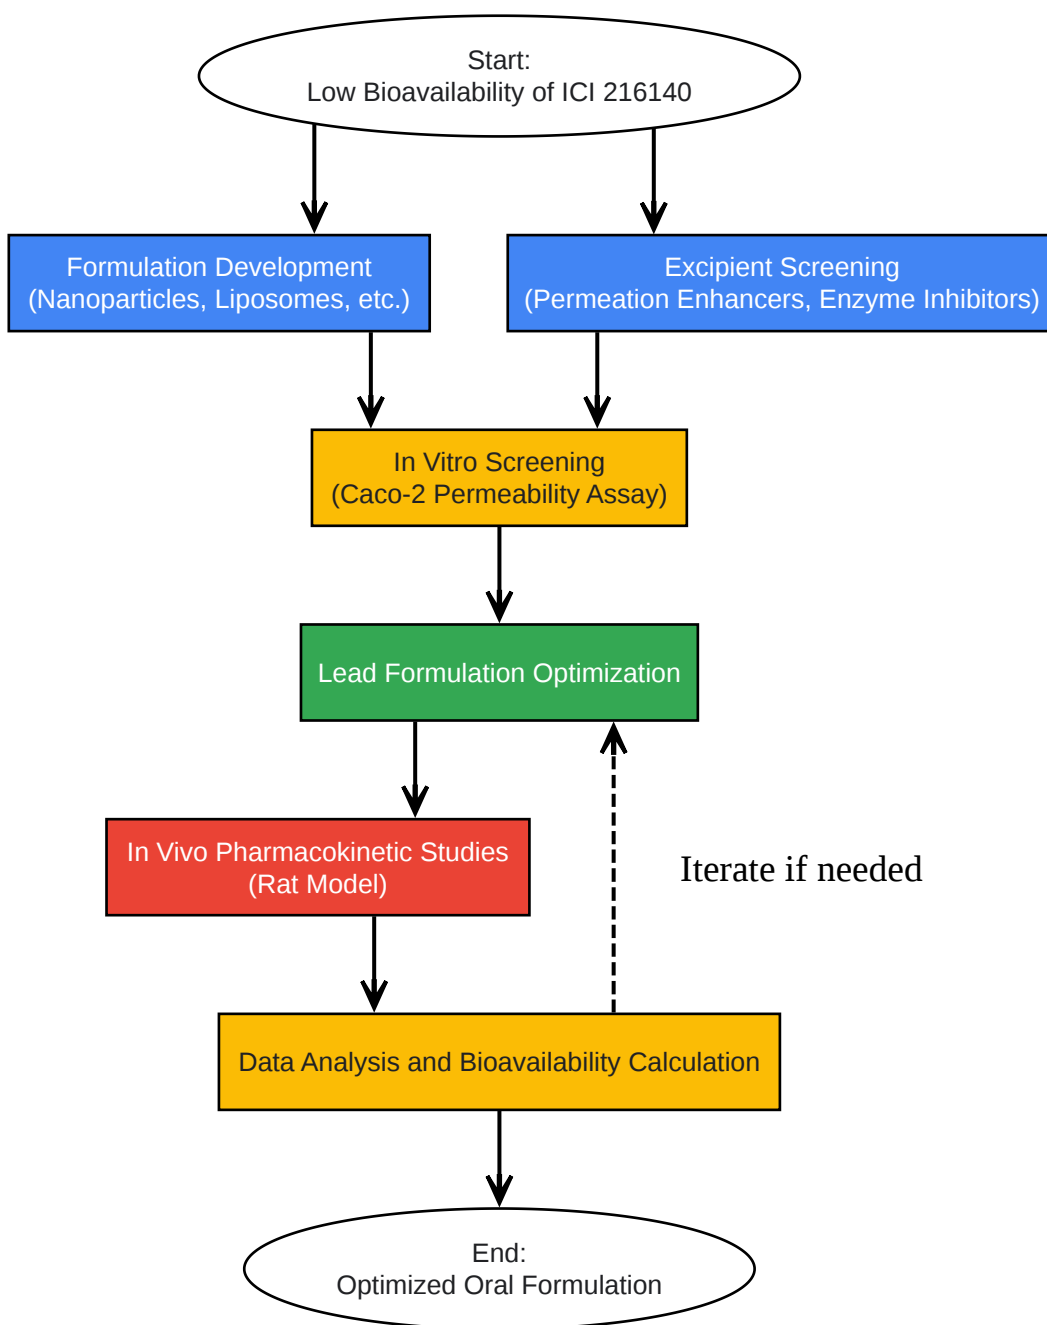 Start:
Low Bioavailability of ICI 216140
Formulation Development
(Nanoparticles, Liposomes, etc.)
Excipient Screening
(Permeation Enhancers, Enzyme Inhibitors)
In Vitro Screening
(Caco-2 Permeability Assay)
Lead Formulation Optimization
In Vivo Pharmacokinetic Studies
(Rat Model)
Iterate if needed
Data Analysis and Bioavailability Calculation
End:
Optimized Oral Formulation